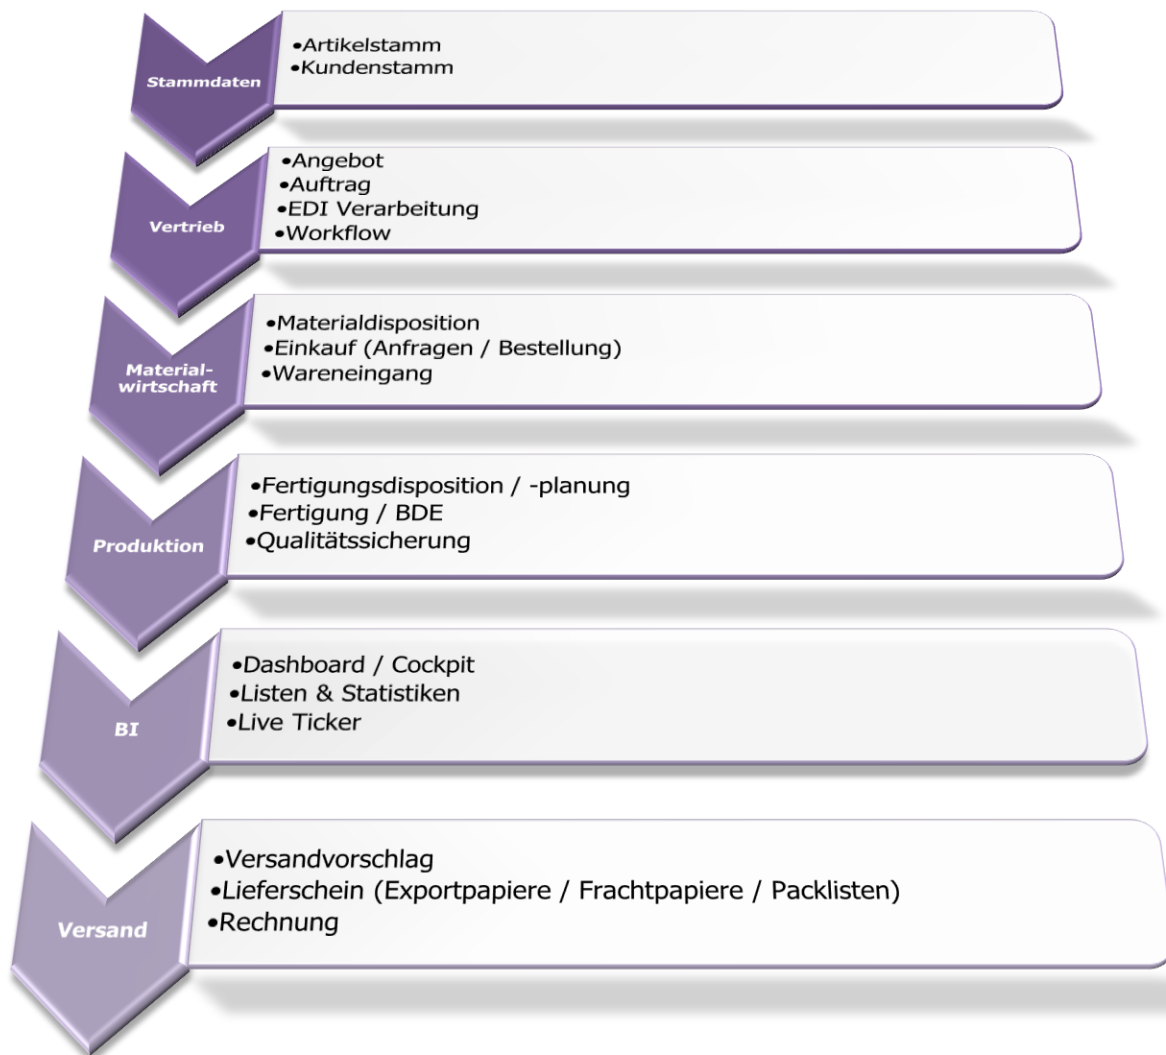 Stammdaten
•Artikelstamm
•Kundenstamm
Vertrieb
•Angebot
•Auftrag
•EDI Verarbeitung
•Workflow
Material-
wirtschaft
•Materialdisposition
•Einkauf (Anfragen / Bestellung)
•Wareneingang
Produktion
•Fertigungsdisposition / -planung
•Fertigung / BDE
•Qualitätssicherung
BI
•Dashboard / Cockpit
•Listen & Statistiken
•Live Ticker
Versand
•Versandvorschlag
•Lieferschein (Exportpapiere / Frachtpapiere / Packlisten)
•Rechnung